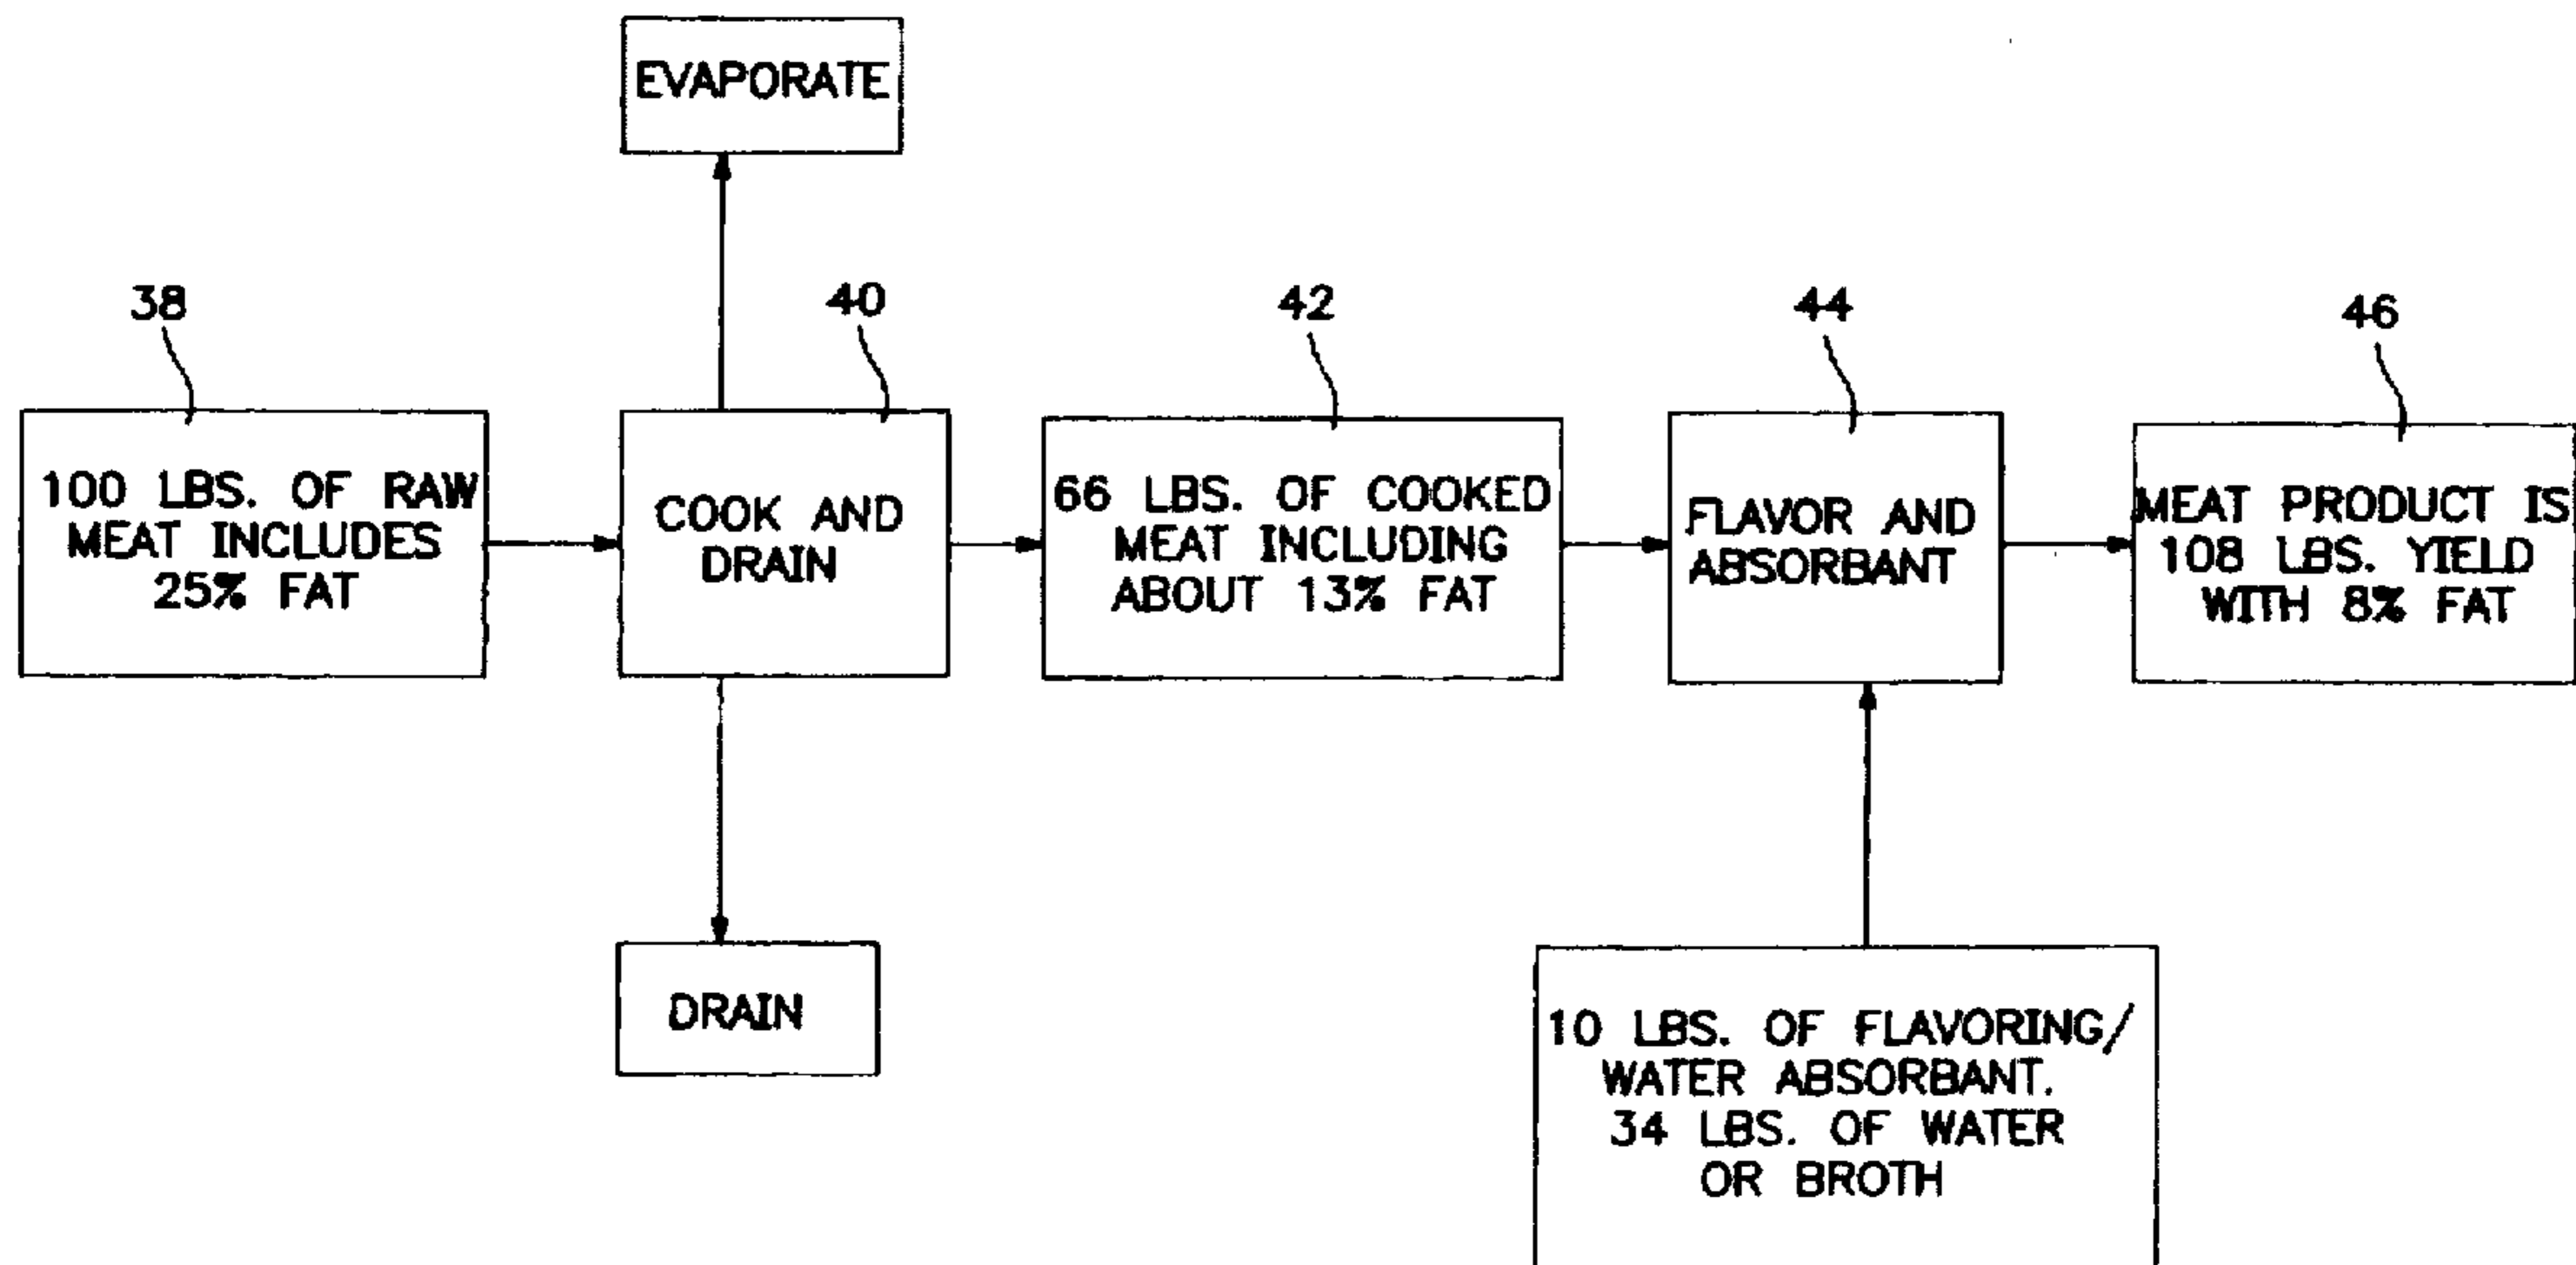 EVAPORATE
38
40
42
44
46
100 LBS. OF RAW
MEAT INCLUDES
25% FAT
COOK AND
DRAIN
66 LBS. OF COOKED
MEAT INCLUDING
ABOUT 13% FAT
FLAVOR AND
ABSORBANT
MEAT PRODUCT IS
108 LBS. YIELD
WITH 8% FAT
DRAIN
10 LBS. OF FLAVORING/
WATER ABSORBANT.
34 LBS. OF WATER
OR BROTH